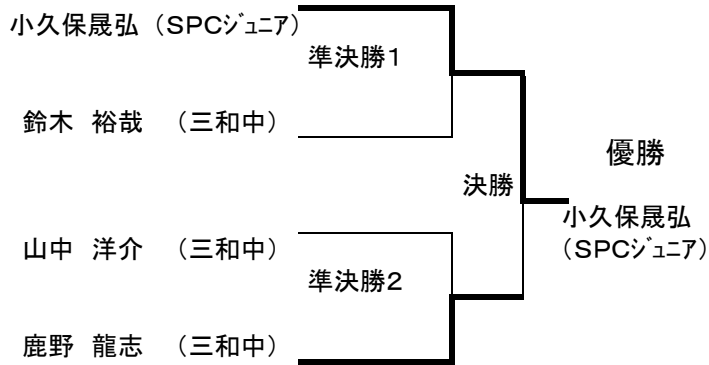 小久保晟弘（SPCｼﾞｭﾆｱ）
準決勝1
鈴木　裕哉　（三和中）
優勝
決勝
小久保晟弘
（SPCｼﾞｭﾆｱ）
山中　洋介　（三和中）
準決勝2
鹿野　龍志　（三和中）